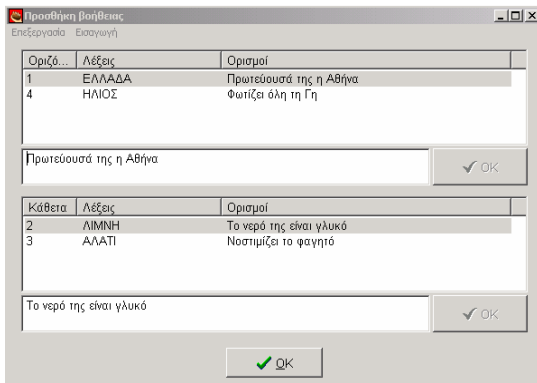 Προσθήκη βοήθειας
Επεξεργασία Εισαγωγή
Οριζό... Λέξεις Ορισμοί
1 ΕΛΛΑΔΑ Πρωτεύουσά της η Αθήνα
4 ΗΛΙΟΣ Φωτίζει όλη τη Γη
Πρωτεύουσά της η Αθήνα OK
Κάθετα Λέξεις Ορισμοί
2 ΛΙΜΝΗ Το νερό της είναι γλυκό
3 ΑΛΑΤΙ Νοστιμίζει το φαγητό
Το νερό της είναι γλυκό OK
OK